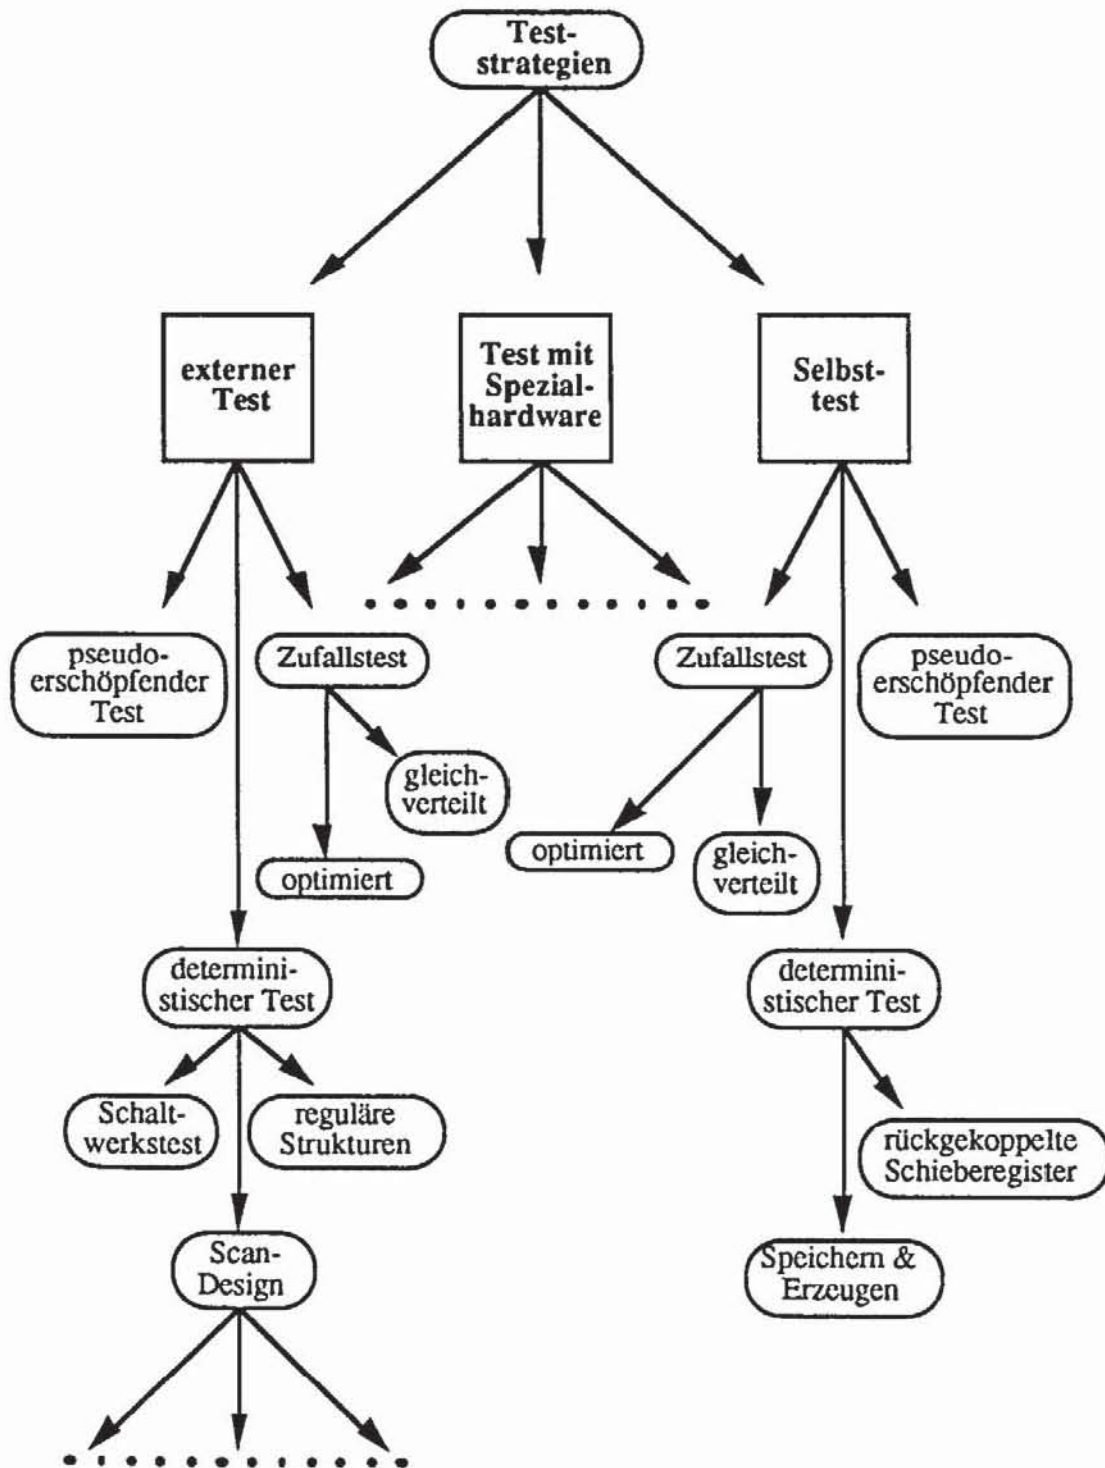 Test-
strategien
externer
Test
Test mit
Spezial-
hardware
Selbst-
test
pseudo-
erschöpfender
Test
Zufallstest
Zufallstest
pseudo-
erschöpfender
Test
gleich-
verteilt
optimiert
optimiert
gleich-
verteilt
determini-
stischer Test
determini-
stischer Test
Schalt-
werkstest
reguläre
Strukturen
rückgekoppelte
Schieberegister
Scan-
Design
Speichern &
Erzeugen